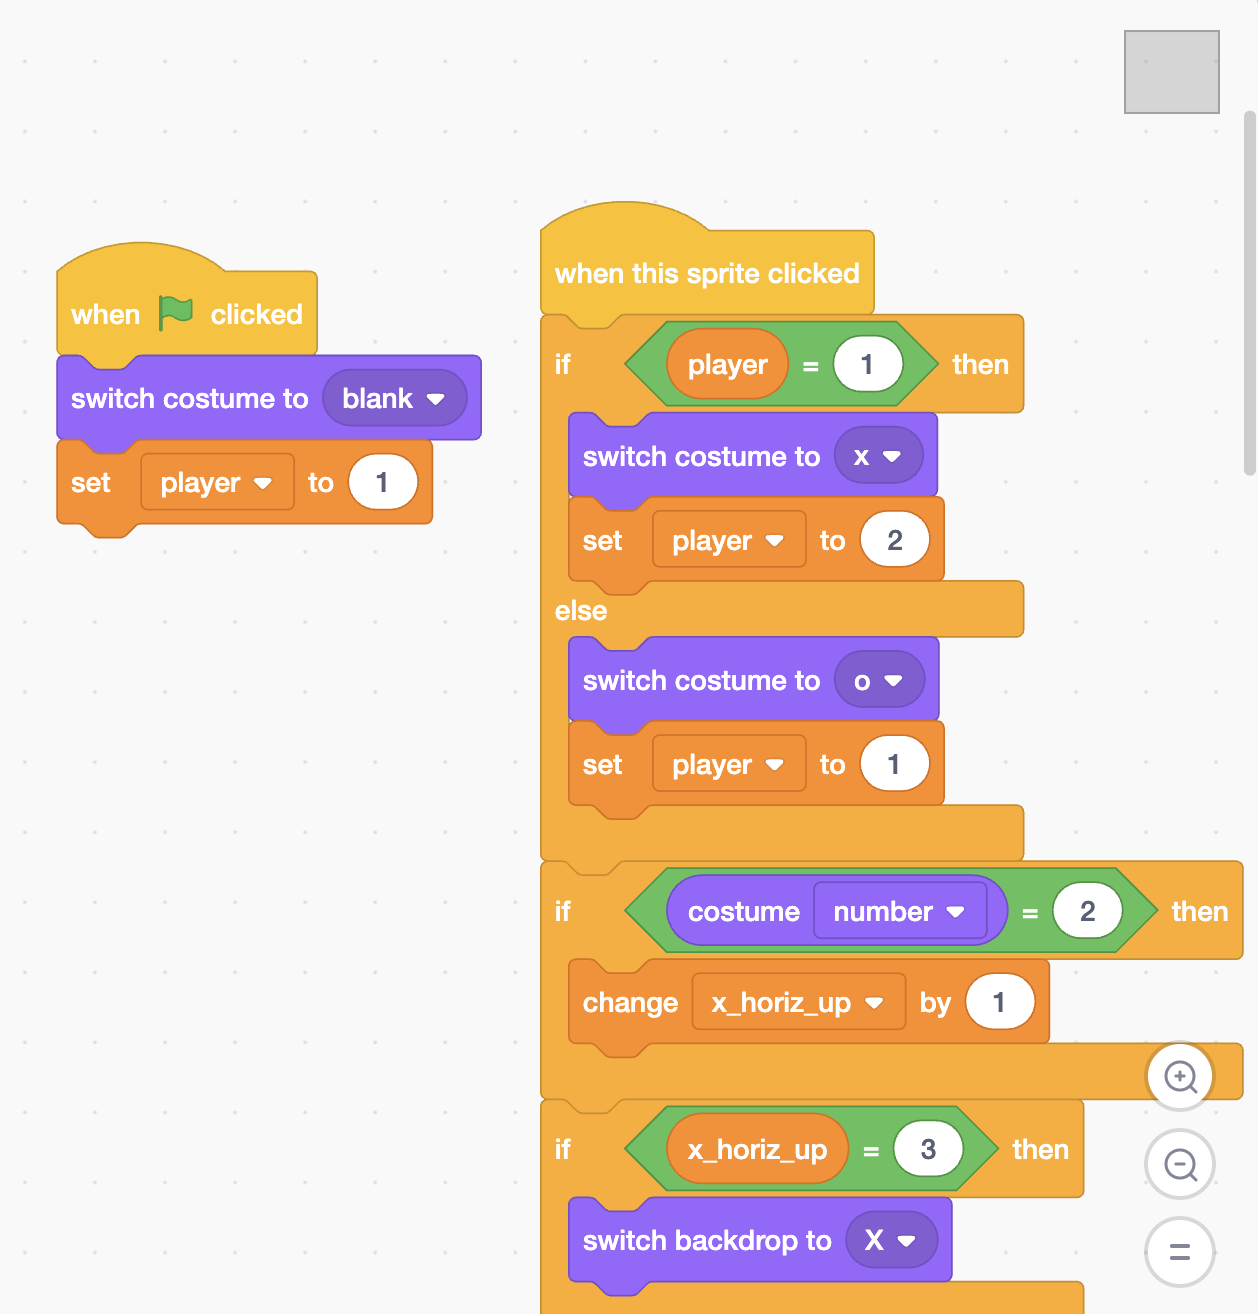 when clicked
switch costume to blank
set player to 1
when this sprite clicked
if player = 1 then
switch costume to x
set player to 2
else
switch costume to o
set player to 1
if costume number = 2 then
change x_horiz_up by 1
if x_horiz_up = 3 then
switch backdrop to X